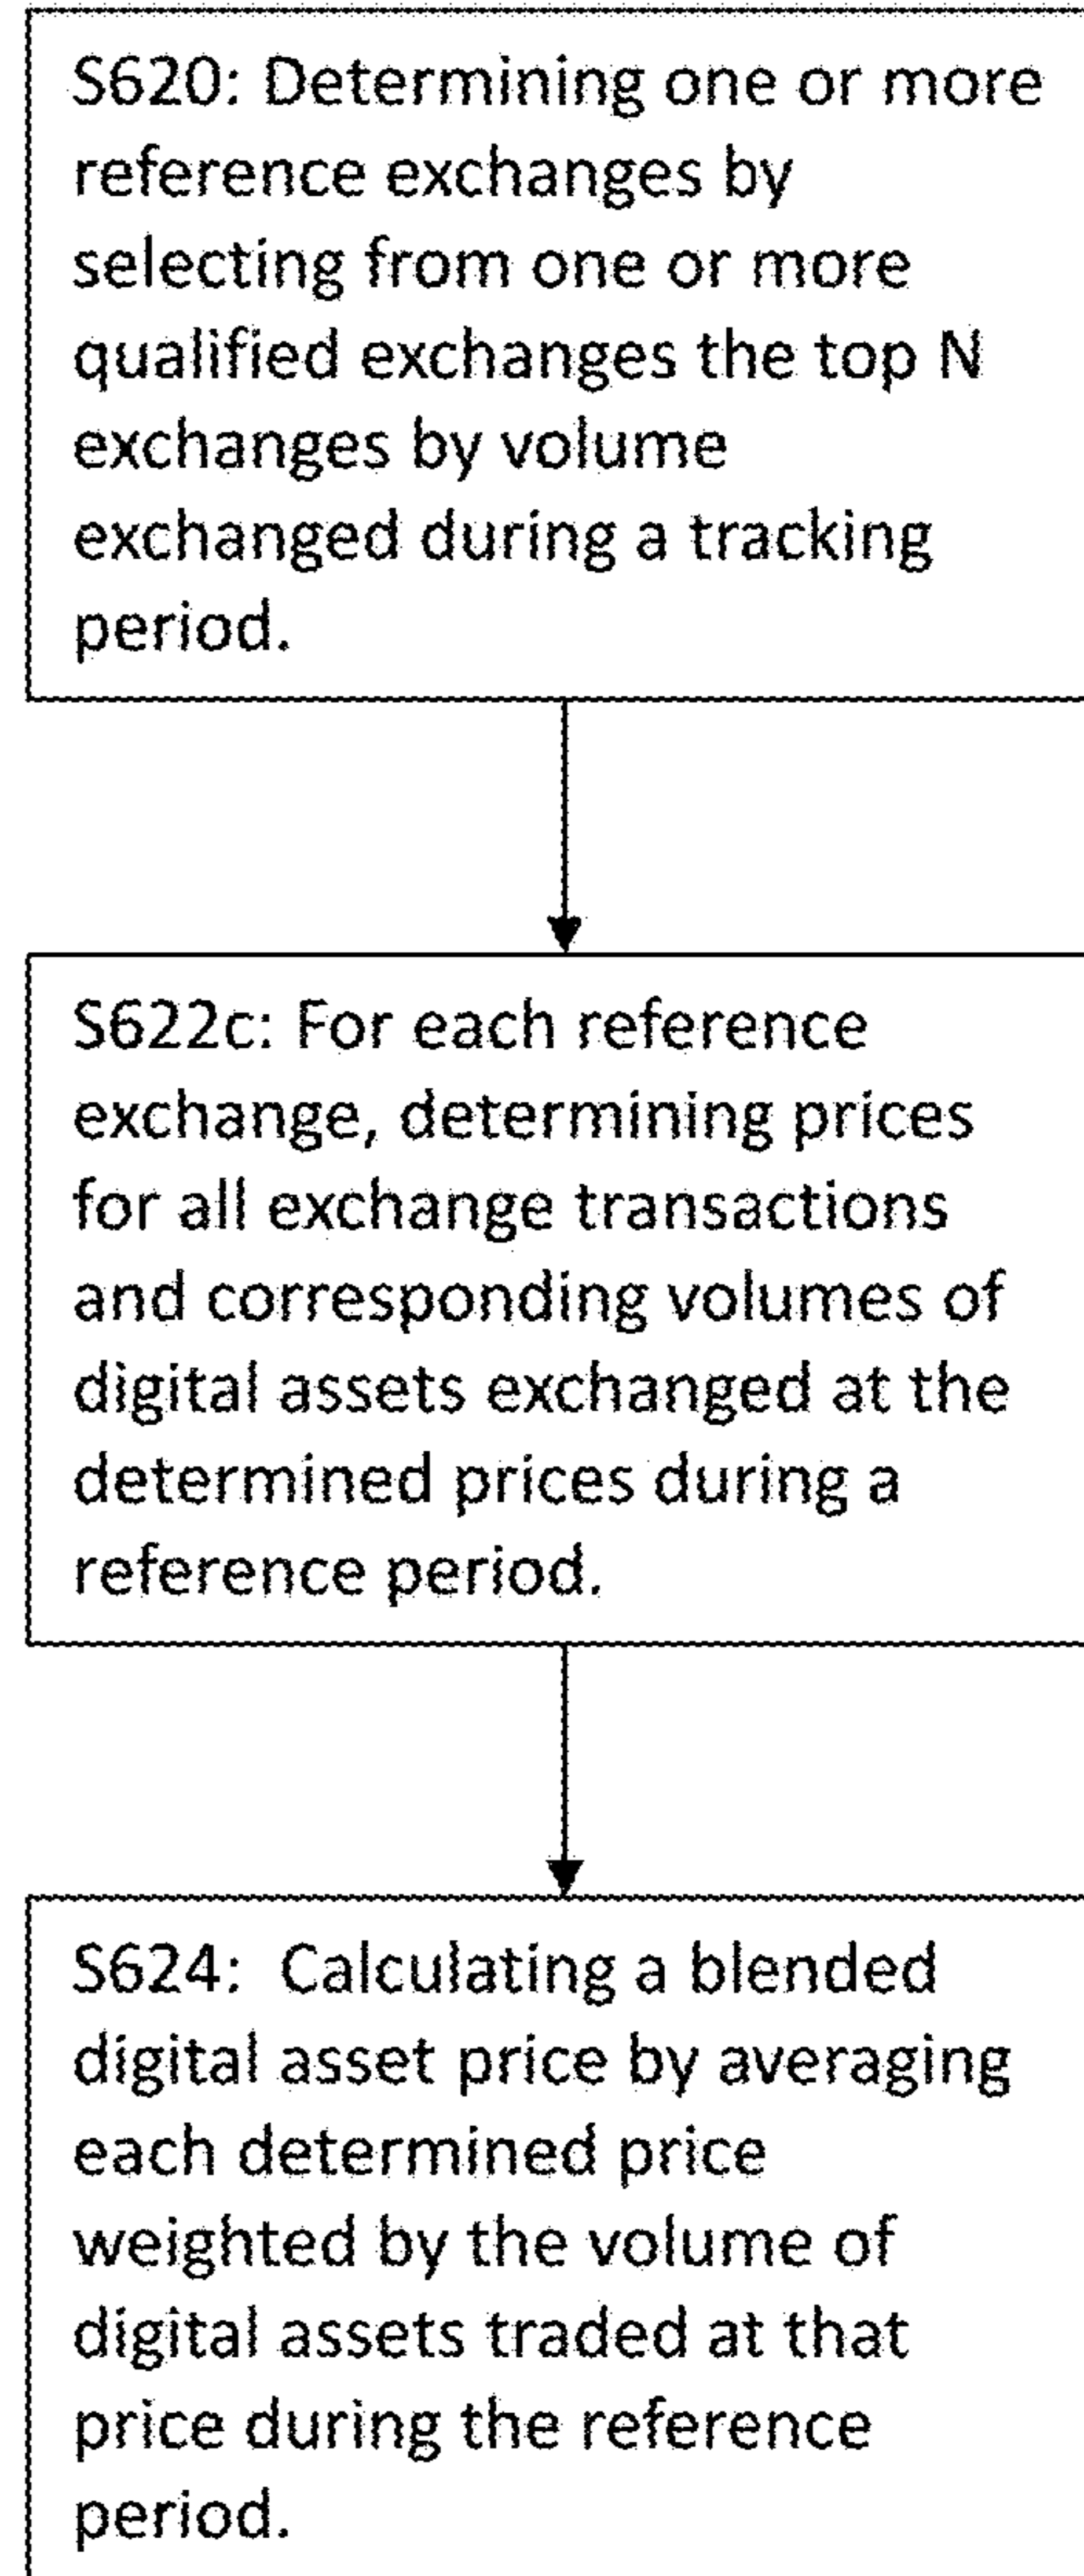 S620: Determining one or more
reference exchanges by
selecting from one or more
qualified exchanges the top N
exchanges by volume
exchanged during a tracking
period.
S622c: For each reference
exchange, determining prices
for all exchange transactions
and corresponding volumes of
digital assets exchanged at the
determined prices during a
reference period.
S624:  Calculating a blended
digital asset price by averaging
each determined price
weighted by the volume of
digital assets traded at that
price during the reference
period.